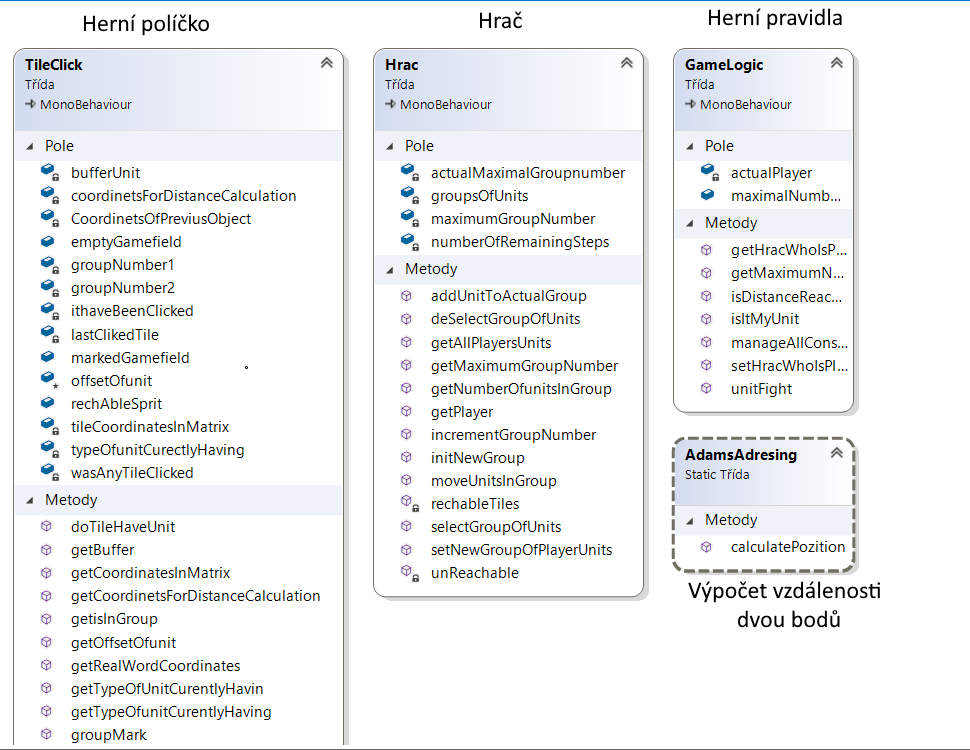 Herní políčko
TileClick
Třída
MonoBehaviour
Pole
bufferUnit
coordinetsForDistanceCalculation
CoordinetsOfPreviusObject
emptyGamefield
groupNumber1
groupNumber2
ithaveBeenClicked
lastClikedTile
markedGamefield
offsetOfunit
rechAbleSprit
tileCoordinatesInMatrix
typeOfunitCurectlyHaving
wasAnyTileClicked
Metody
doTileHaveUnit
getBuffer
getCoordinatesInMatrix
getCoordinetsForDistanceCalculation
getisInGroup
getOffsetOfunit
getRealWordCoordinates
getTypeOfUnitCurentlyHavin
getTypeOfunitCurentlyHaving
groupMark
Hráč
Hrac
Třída
MonoBehaviour
Pole
actualMaximalGroupnumber
groupsOfUnits
maximumGroupNumber
numberOfRemainingSteps
Metody
addUnitToActualGroup
deSelectGroupOfUnits
getAllPlayersUnits
getMaximumGroupNumber
getNumberOfunitsInGroup
getPlayer
incrementGroupNumber
initNewGroup
moveUnitsInGroup
rechableTiles
selectGroupOfUnits
setNewGroupOfPlayerUnits
unReachable
Herní pravidla
GameLogic
Třída
MonoBehaviour
Pole
actualPlayer
maximalNumb...
Metody
getHracWhoIsP...
getMaximumN...
isDistanceReac...
isItMyUnit
manageAllCons...
setHracWhoIsPl...
unitFight
AdamsAdresing
Static Třída
Metody
calculatePozition
Výpočet vzdálenosti
dvou bodů